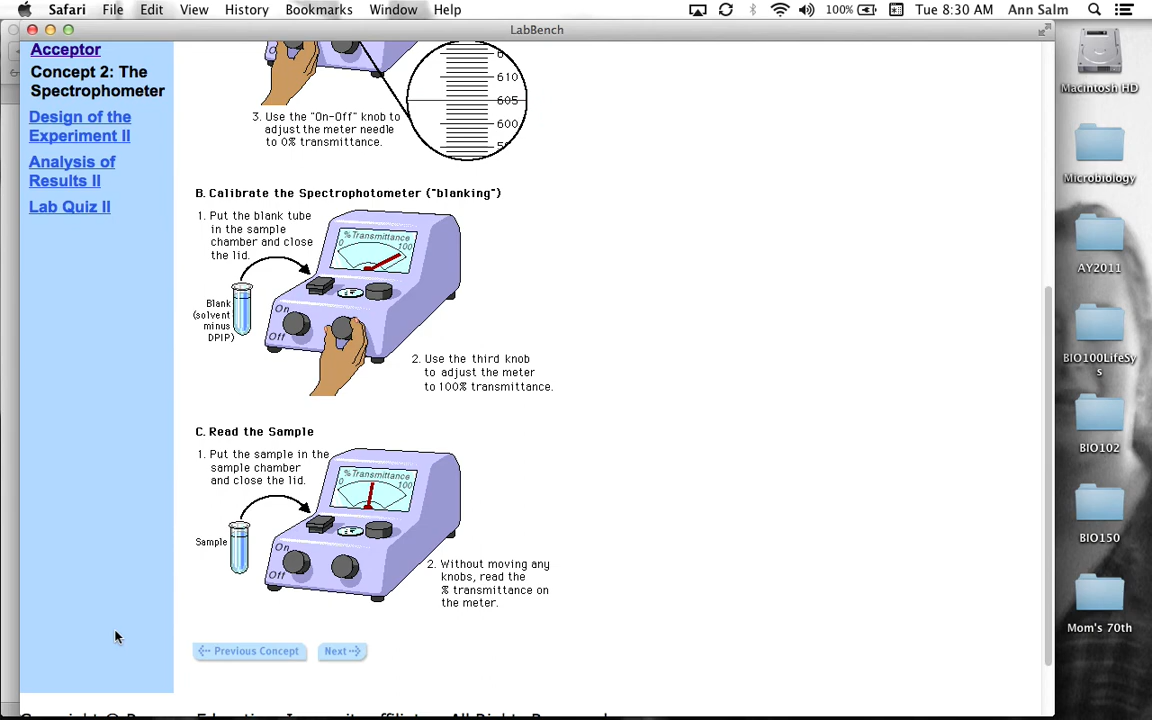 Safari File Edit View History Bookmarks Window Help 100% Tue 8:30 AM Ann Salm
LabBench
Acceptor
Concept 2: The
Spectrophometer
Design of the
Experiment II
Analysis of
Results II
Lab Quiz II
610
605
600
3. Use the "On-Off" knob to
adjust the meter needle
to 0% transmittance.
B. Calibrate the Spectrophotometer ("blanking")
1. Put the blank tube
in the sample
chamber and close
the lid.
% Transmittance
0 100
Blank
(solvent
minus
DPIP)
On
Off
2. Use the third knob
to adjust the meter
to 100% transmittance.
C. Read the Sample
1. Put the sample in the
sample chamber
and close the lid.
% Transmittance
0 100
Sample
On
Off
2. Without moving any
knobs, read the
% transmittance on
the meter.
Previous Concept Next
Macintosh HD
Microbiology
AY2011
BIO100LifeSy
s
BIO102
BIO150
Mom's 70th